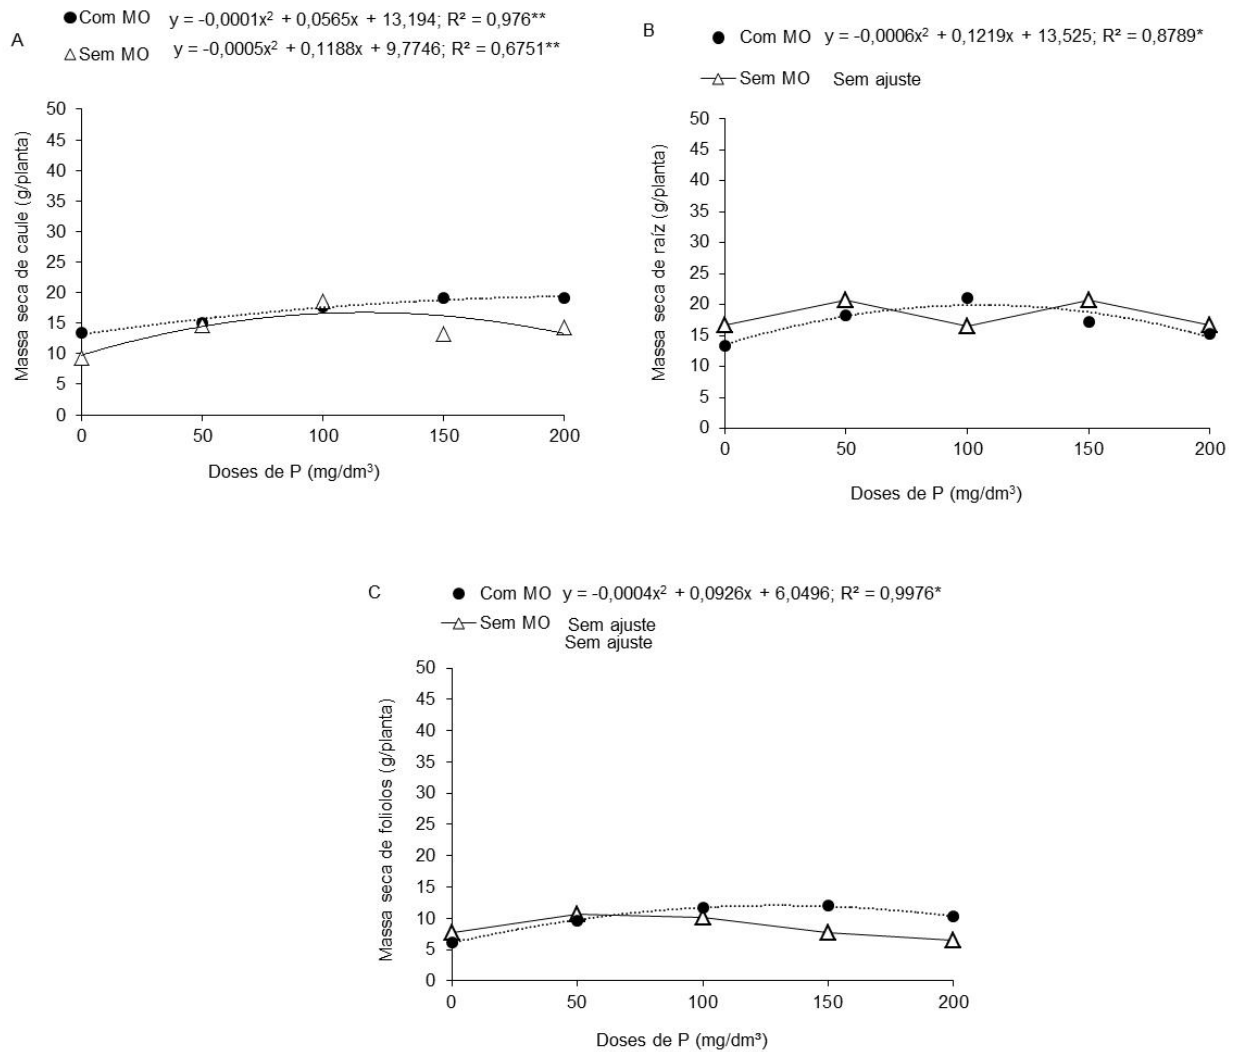 A
Com MO y = -0,0001x² + 0,0565x + 13,194; R² = 0,976**
Sem MO y = -0,0005x² + 0,1188x + 9,7746; R² = 0,6751**
Massa seca de caule (g/planta)
50
45
40
35
30
25
20
15
10
5
0
0 50 100 150 200
Doses de P (mg/dm³)
B
Com MO y = -0,0006x² + 0,1219x + 13,525; R² = 0,8789*
Sem MO Sem ajuste
Massa seca de raíz (g/planta)
50
45
40
35
30
25
20
15
10
5
0
0 50 100 150 200
Doses de P (mg/dm³)
C
Com MO y = -0,0004x² + 0,0926x + 6,0496; R² = 0,9976*
Sem MO Sem ajuste
Sem ajuste
Massa seca de foliolos (g/planta)
50
45
40
35
30
25
20
15
10
5
0
0 50 100 150 200
Doses de P (mg/dm³)